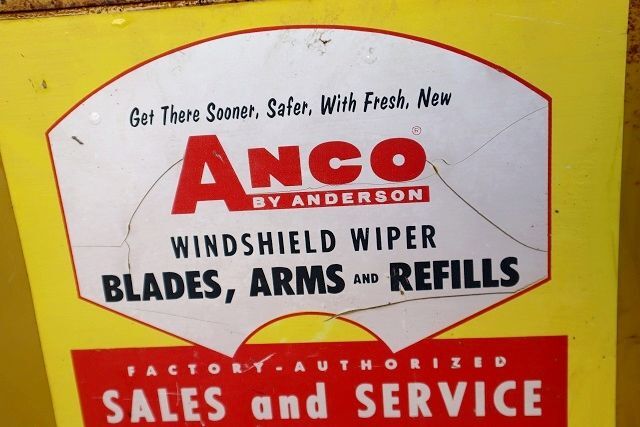 Get There Sooner, Safer, With Fresh, New
ANCO®
BY ANDERSON
WINDSHIELD WIPER
BLADES, ARMS AND REFILLS
FACTORY-AUTHORIZED
SALES and SERVICE